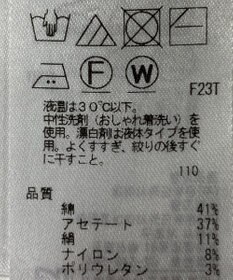 F W
F23T
液温は30℃以下。
中性洗剤(おしゃれ着洗い)を
使用。漂白剤は液体タイプを使
用。よくすすぎ、絞りの後すぐ
に干すこと。
110
品質
綿 41%
アセテート 37%
絹 11%
ナイロン 8%
ポリウレタン 3%